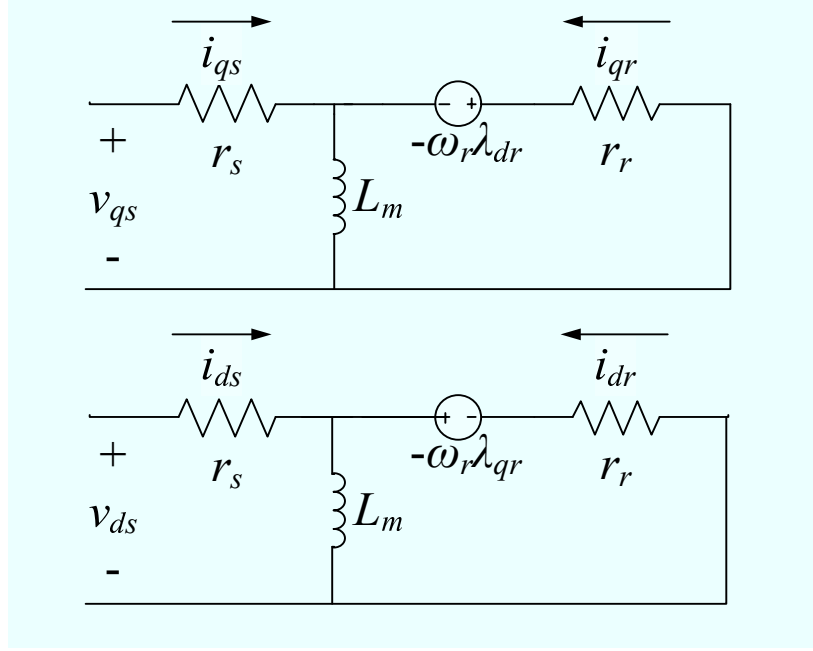 i_qs i_qr
- +
+ r_s -ω_rλ_dr r_r
v_qs L_m
-
i_ds i_dr
+ -
+ r_s -ω_rλ_qr r_r
v_ds L_m
-